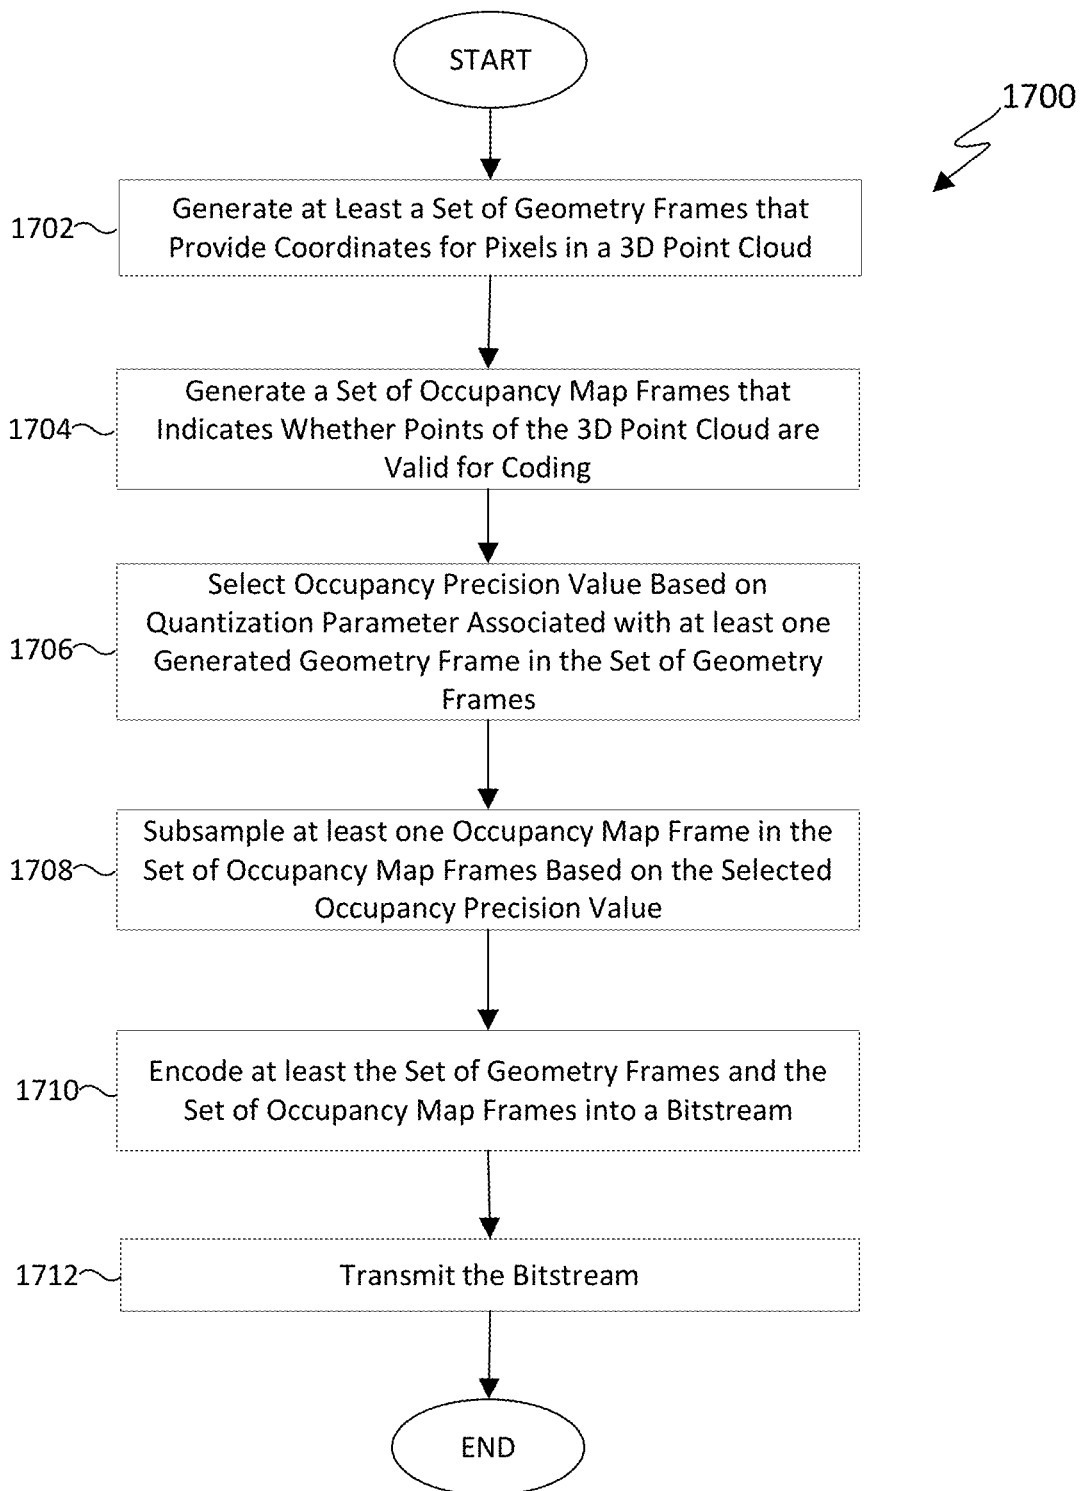 START
1700
1702
Generate at Least a Set of Geometry Frames that
Provide Coordinates for Pixels in a 3D Point Cloud
1704
Generate a Set of Occupancy Map Frames that
Indicates Whether Points of the 3D Point Cloud are
Valid for Coding
1706
Select Occupancy Precision Value Based on
Quantization Parameter Associated with at least one
Generated Geometry Frame in the Set of Geometry
Frames
1708
Subsample at least one Occupancy Map Frame in the
Set of Occupancy Map Frames Based on the Selected
Occupancy Precision Value
1710
Encode at least the Set of Geometry Frames and the
Set of Occupancy Map Frames into a Bitstream
1712
Transmit the Bitstream
END